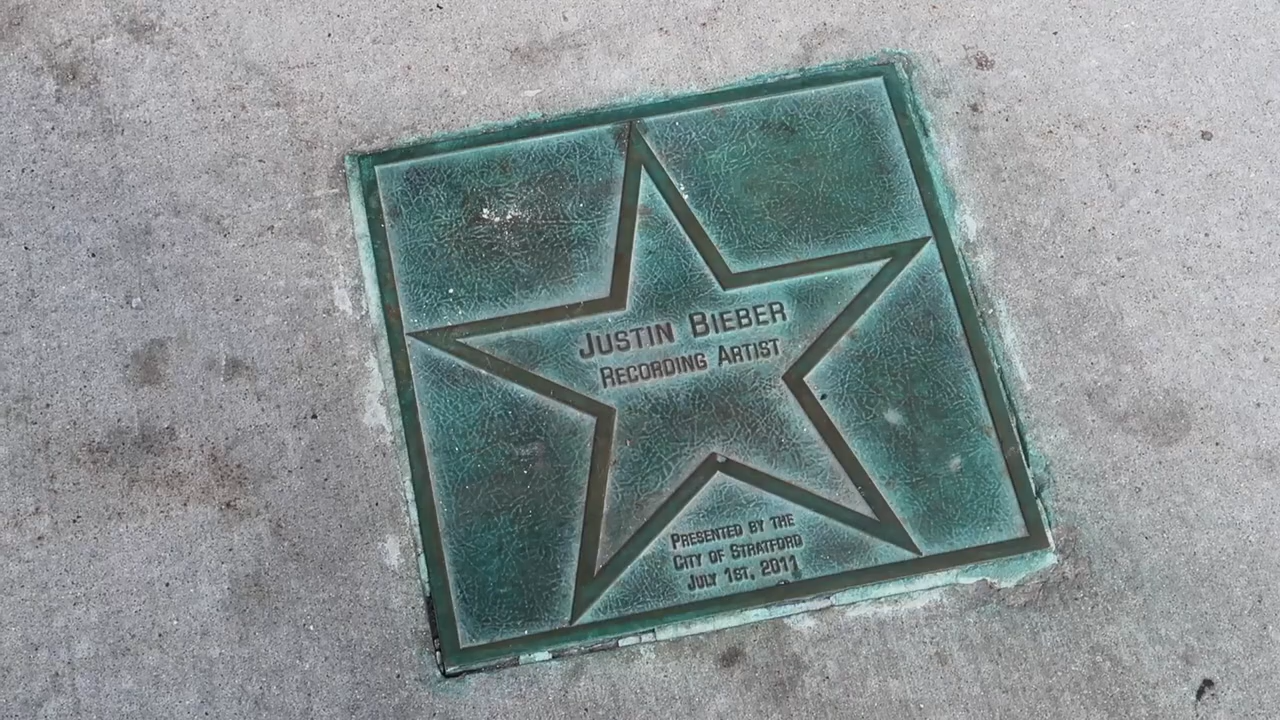 JUSTIN BIEBER
RECORDING ARTIST
PRESENTED BY THE
CITY OF STRATFORD
JULY 1ST, 2011